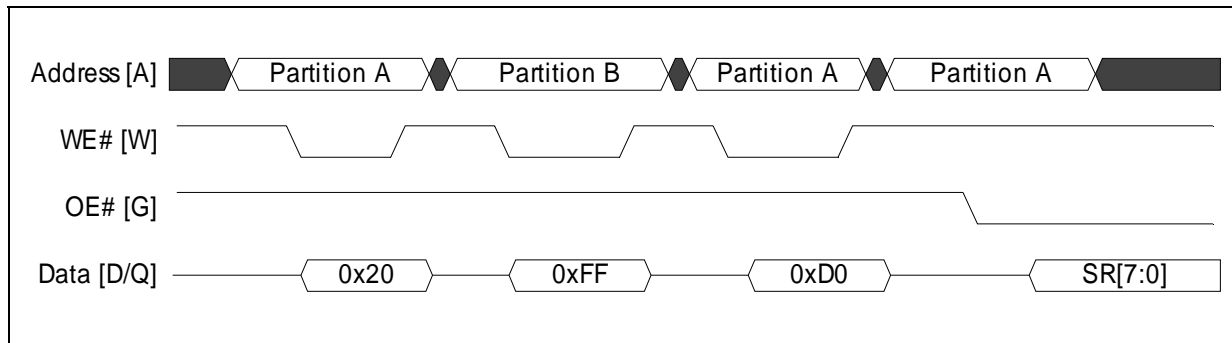 Address [A] Partition A Partition B Partition A Partition A
WE# [W]
OE# [G]
Data [D/Q] 0x20 0xFF 0xD0 SR[7:0]